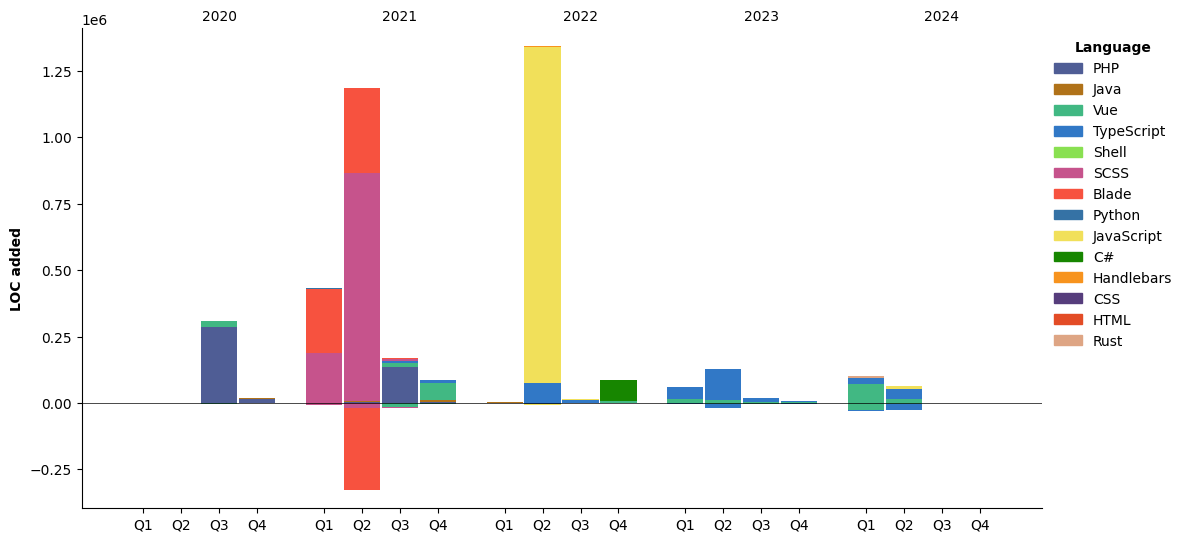 2020 2021 2022 2023 2024
1e6
1.25
1.00
0.75
0.50
0.25
0.00
−0.25
LOC added
Q1 Q2 Q3 Q4 Q1 Q2 Q3 Q4 Q1 Q2 Q3 Q4 Q1 Q2 Q3 Q4 Q1 Q2 Q3 Q4
Language
PHP
Java
Vue
TypeScript
Shell
SCSS
Blade
Python
JavaScript
C#
Handlebars
CSS
HTML
Rust